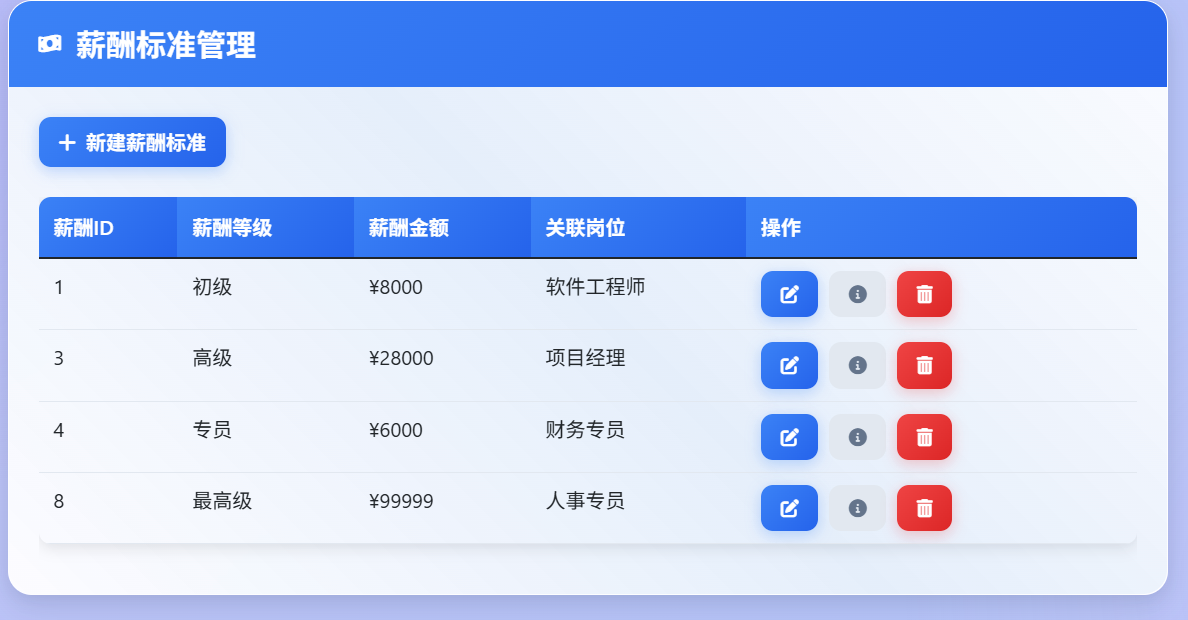 薪酬标准管理
新建薪酬标准
薪酬ID 薪酬等级 薪酬金额 关联岗位 操作
1 初级 ¥8000 软件工程师
3 高级 ¥28000 项目经理
4 专员 ¥6000 财务专员
8 最高级 ¥99999 人事专员